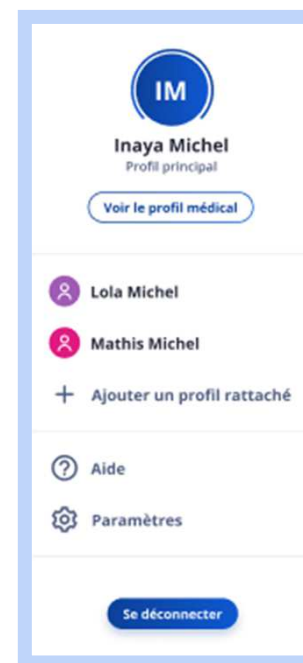 IM
Inaya Michel
Profil principal
Voir le profil médical
Lola Michel
Mathis Michel
Ajouter un profil rattaché
Aide
Paramètres
Se déconnecter